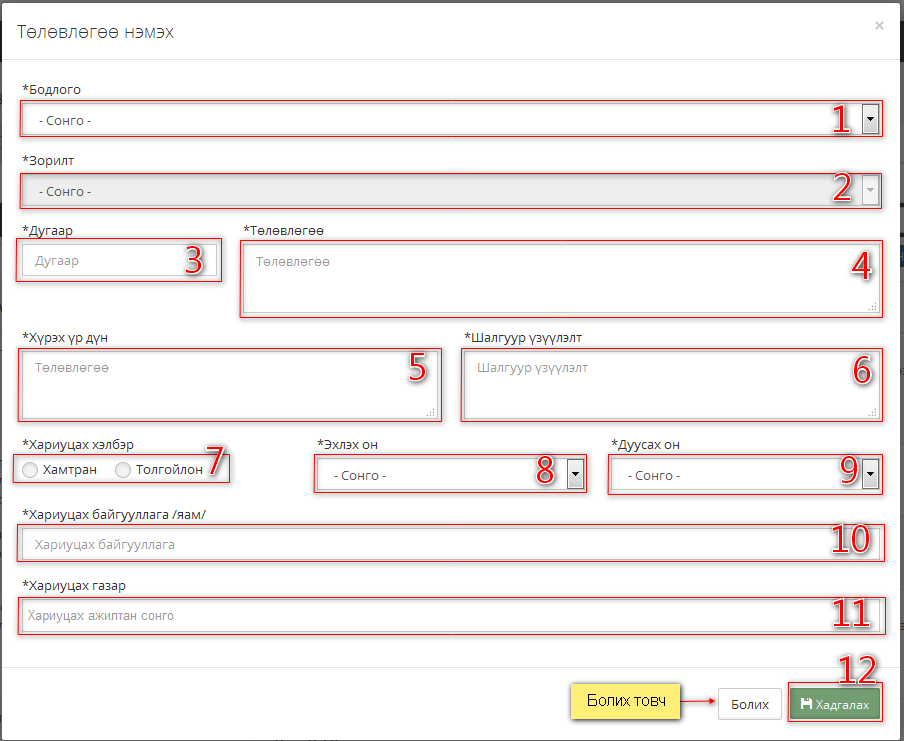 Төлөвлөгөө нэмэх ×
*Бодлого
- Сонго - 1
*Зорилт
- Сонго - 2
*Дугаар *Төлөвлөгөө
Дугаар 3 Төлөвлөгөө 4
*Хүрэх үр дүн *Шалгуур үзүүлэлт
Төлөвлөгөө 5 Шалгуур үзүүлэлт 6
*Хариуцах хэлбэр *Эхлэх он *Дуусах он
Хамтран Толгойлон 7 - Сонго - 8 - Сонго - 9
*Хариуцах байгууллага /яам/
Хариуцах байгууллага 10
*Хариуцах газар
Хариуцах ажилтан сонго 11
12
Болих товч Болих Хадгалах